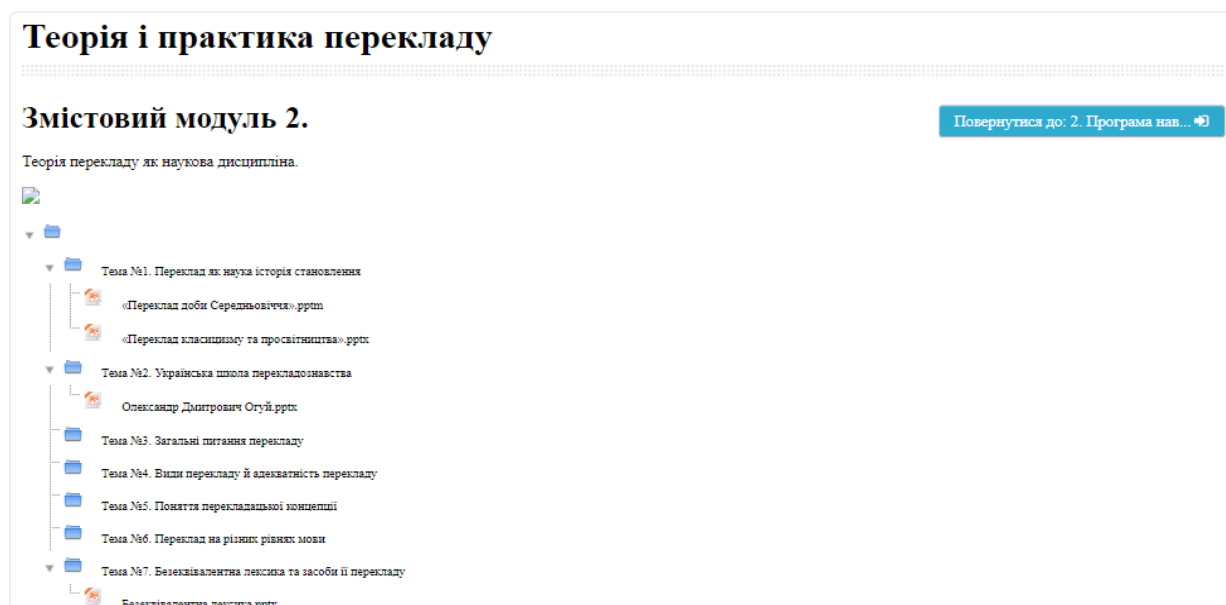 Теорія і практика перекладу
Змістовий модуль 2.
Повернутися до: 2. Програма нав...
Теорія перекладу як наукова дисципліна.
Тема №1. Переклад як наука історія становлення
«Переклад доби Середньовіччя».pptm
«Переклад класицизму та просвітництва».pptx
Тема №2. Українська школа перекладознавства
Олександр Дмитрович Огуй.pptx
Тема №3. Загальні питання перекладу
Тема №4. Види перекладу й адекватність перекладу
Тема №5. Поняття перекладацької концепції
Тема №6. Переклад на різних рівнях мови
Тема №7. Безеквівалентна лексика та засоби її перекладу
Безеквівалентна лексика.pptx